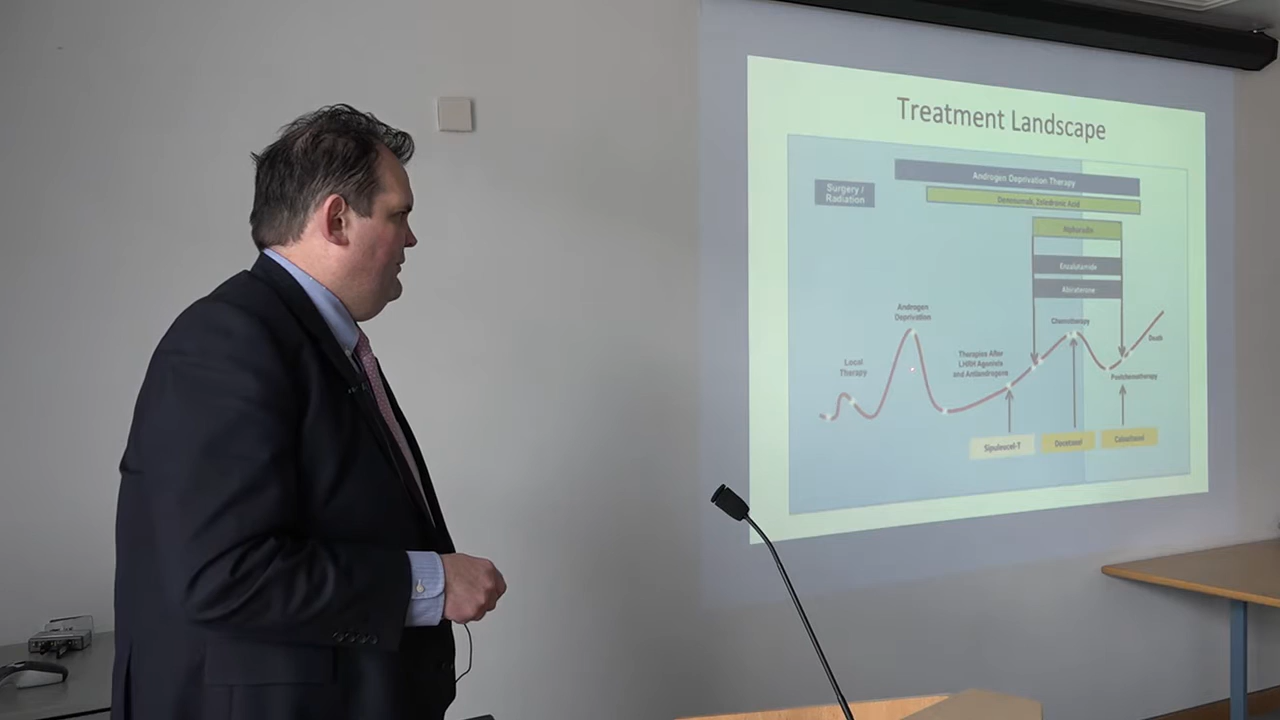 Treatment Landscape
Androgen Deprivation Therapy
Surgery /
Radiation
Denosumab, Zoledronic Acid
Alpharadin
Enzalutamide
Abiraterone
Androgen
Deprivation
Chemotherapy
Death
Local
Therapy
Therapies After
LHRH Agonists
and Antiandrogens
Postchemotherapy
Sipuleucel-T
Docetaxel
Cabazitaxel